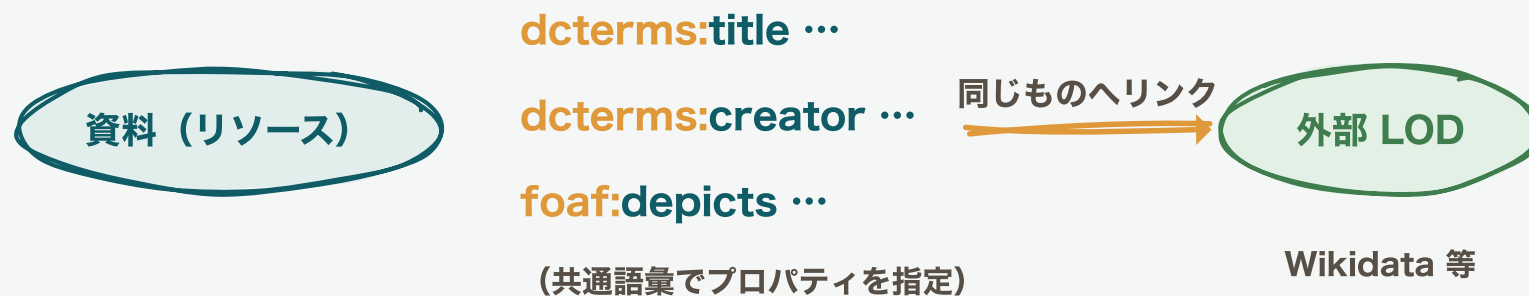 dcterms:title …
同じものへリンク
資料（リソース）
dcterms:creator …
外部 LOD
foaf:depicts …
Wikidata 等
（共通語彙でプロパティを指定）